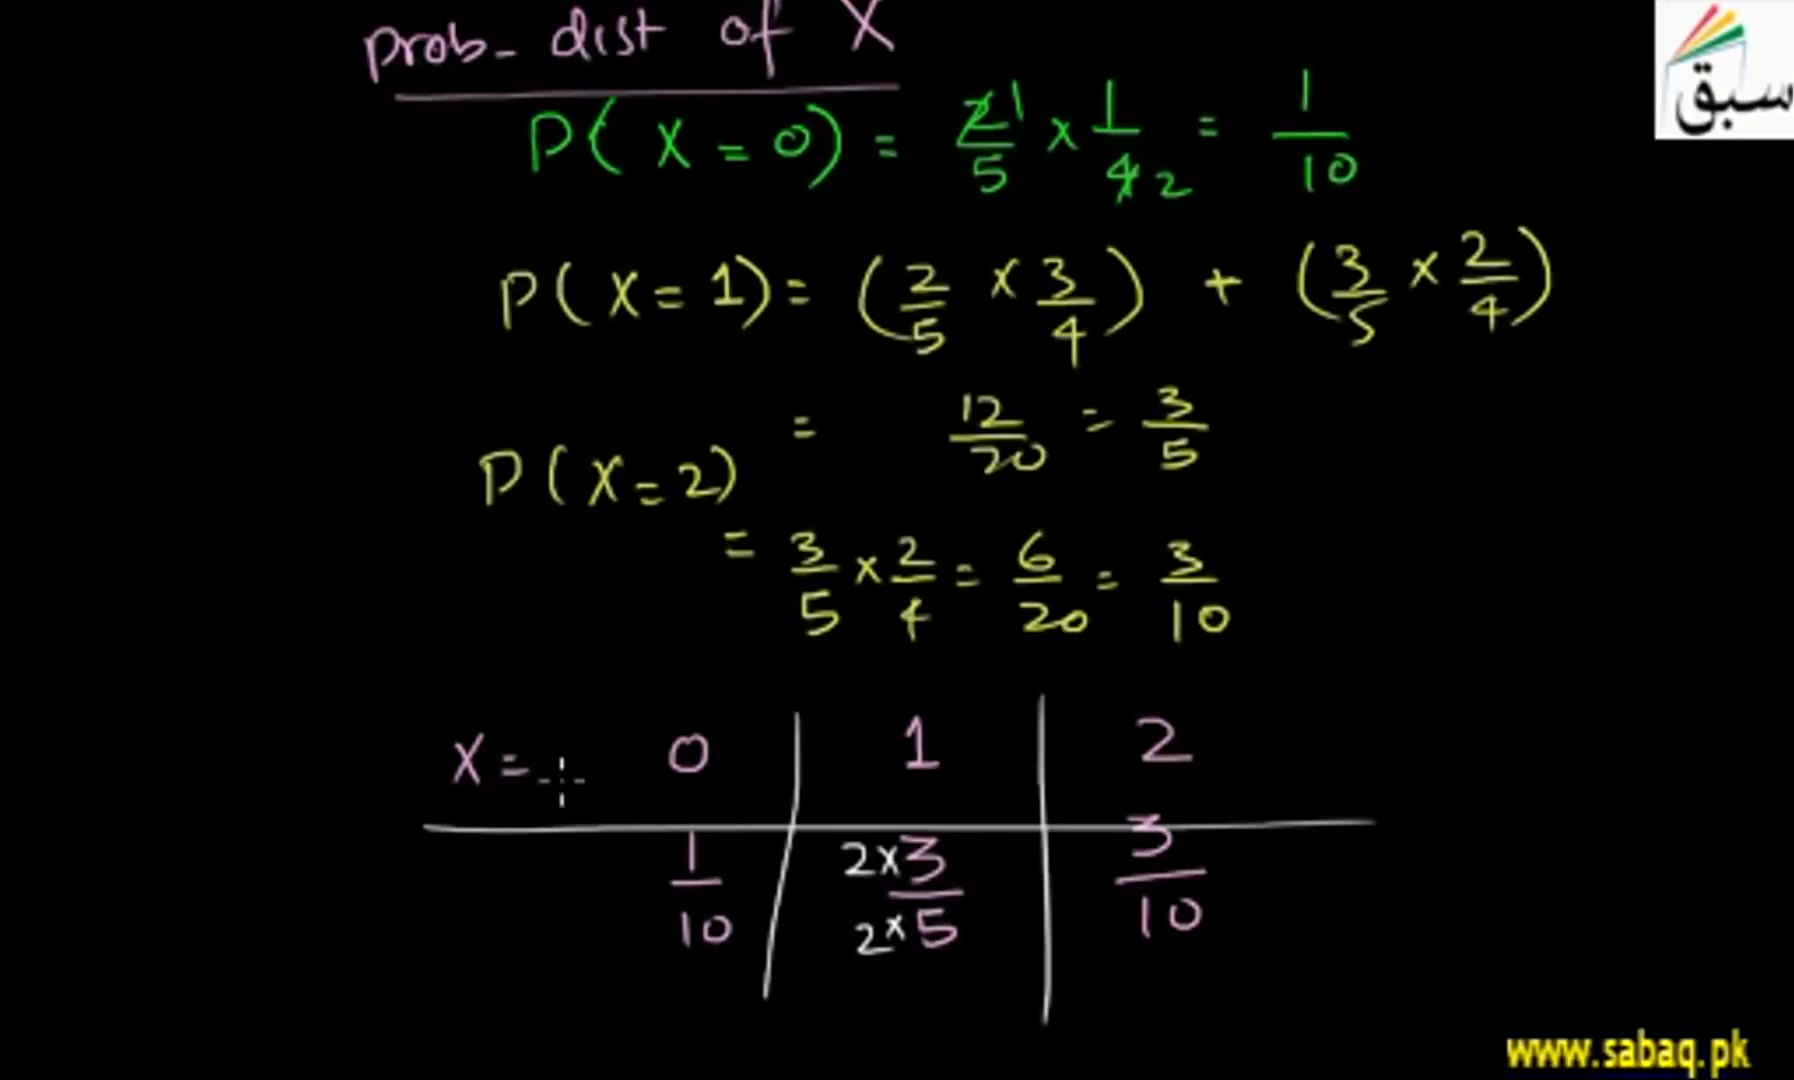 prob. dist of X
سبق
P(X=0) = 2̸1/5 × 1/4̸2 = 1/10
P(X=1) = (2/5 × 3/4) + (3/5 × 2/4)
= 12/20 = 3/5
P(X=2)
= 3/5 × 2/4 = 6/20 = 3/10
X= 0 1 2
1/10 2×3/2×5 3/10
www.sabaq.pk